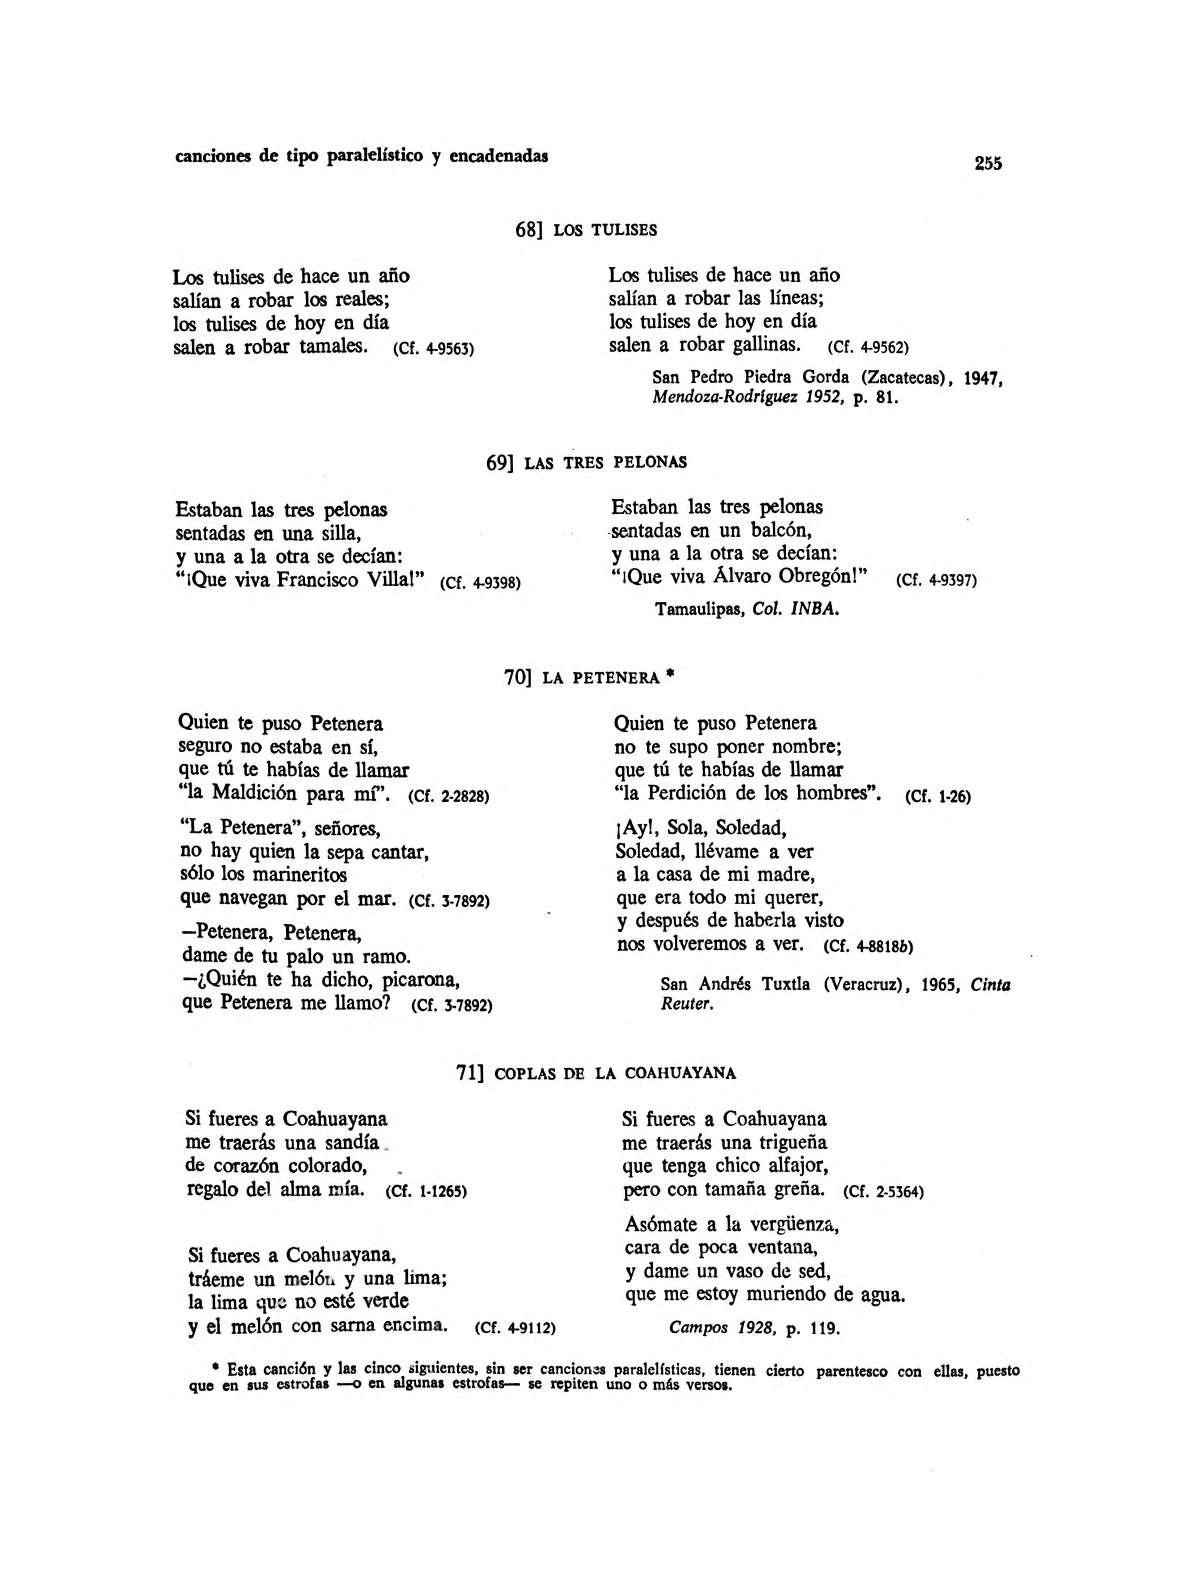 canciones de tipo paralelístico y encadenadas
255
68] LOS TULISES
Los tulises de hace un año
salían a robar los reales;
los tulises de hoy en día
salen a robar tamales. (Cf. 4-9563)
Los tulises de hace un año
salían a robar las líneas;
los tulises de hoy en día
salen a robar gallinas. (Cf. 4-9562)
San Pedro Piedra Gorda (Zacatecas), 1947,
Mendoza-Rodríguez 1952, p. 81.
69] LAS TRES PELONAS
Estaban las tres pelonas
sentadas en una silla,
y una a la otra se decían:
“¡Que viva Francisco Villa!” (Cf. 4-9398)
Estaban las tres pelonas
sentadas en un balcón,
y una a la otra se decían:
“¡Que viva Álvaro Obregón!” (Cf. 4-9397)
Tamaulipas, Col. INBA.
70] LA PETENERA *
Quien te puso Petenera
seguro no estaba en sí,
que tú te habías de llamar
“la Maldición para mí”. (Cf. 2-2828)
“La Petenera”, señores,
no hay quien la sepa cantar,
sólo los marineritos
que navegan por el mar. (Cf. 3-7892)
—Petenera, Petenera,
dame de tu palo un ramo.
—¿Quién te ha dicho, picarona,
que Petenera me llamo? (Cf. 3-7892)
Quien te puso Petenera
no te supo poner nombre;
que tú te habías de llamar
“la Perdición de los hombres”. (Cf. 1-26)
¡Ay!, Sola, Soledad,
Soledad, llévame a ver
a la casa de mi madre,
que era todo mi querer,
y después de haberla visto
nos volveremos a ver. (Cf. 4-8818b)
San Andrés Tuxtla (Veracruz), 1965, Cinta
Reuter.
71] COPLAS DE LA COAHUAYANA
Si fueres a Coahuayana
me traerás una sandía
de corazón colorado,
regalo del alma mía. (Cf. 1-1265)
Si fueres a Coahuayana,
tráeme un melón y una lima;
la lima que no esté verde
y el melón con sarna encima. (Cf. 4-9112)
Si fueres a Coahuayana
me traerás una trigueña
que tenga chico alfajor,
pero con tamaña greña. (Cf. 2-5364)
Asómate a la vergüenza,
cara de poca ventana,
y dame un vaso de sed,
que me estoy muriendo de agua.
Campos 1928, p. 119.
* Esta canción y las cinco siguientes, sin ser canciones paralelísticas, tienen cierto parentesco con ellas, puesto
que en sus estrofas —o en algunas estrofas— se repiten uno o más versos.